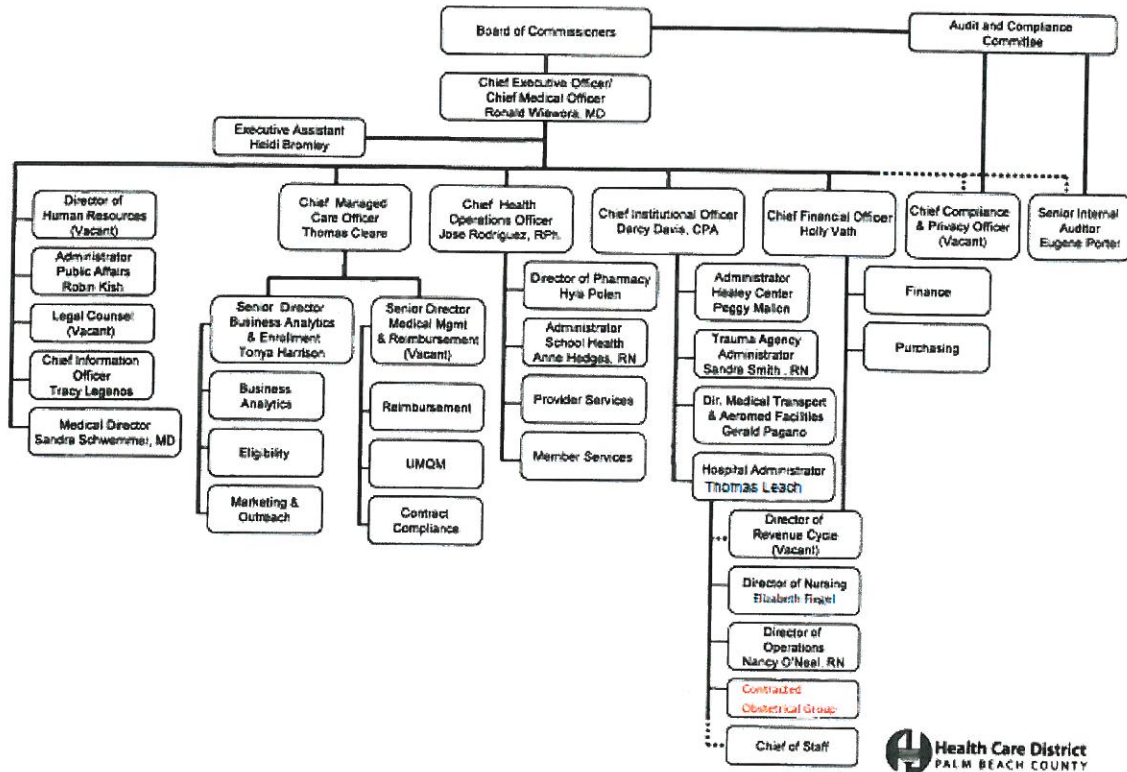 Board of Commissioners
Audit and Compliance
Committee
Chief Executive Officer/
Chief Medical Officer
Ronald Wiewora, MD
Executive Assistant
Heidi Bromley
Director of
Human Resources
(Vacant)
Administrator
Public Affairs
Robin Kish
Legal Counsel
(Vacant)
Chief Information
Officer
Tracy
Medical Director
Sandra Schwemmer, MD
Chief Managed
Care Officer
Thomas Cleare
Senior Director
Business Analytics
& Enrollment
Tonya Harrison
Business
Analytics
Eligibility
Marketing &
Outreach
Senior Director
Medical Mgmt
& Reimbursement
(Vacant)
Reimbursement
UMQM
Contract
Compliance
Chief Health
Operations Officer
Jose Rodriguez, RPh.
Director of Pharmacy
Hyla Polen
Administrator
School Health
Anne Hedges, RN
Provider Services
Member Services
Chief Institutional Officer
Darcy Davis, CPA
Administrator
Healey Center
Peggy
Trauma Agency
Administrator
Sandra Smith, RN
Dir. Medical Transport
& Aeromed Facilities
Gerald Pagano
Hospital Administrator
Thomas Leach
Director of
Revenue Cycle
(Vacant)
Director of Nursing
Elizabeth
Director of
Operations
Nancy O'Neal, RN
Contracted
Obstetrical Group
Chief of Staff
Chief Financial Officer
Holly Vath
Finance
Purchasing
Chief Compliance
& Privacy Officer
(Vacant)
Senior Internal
Auditor
Eugene Porter
Health Care District
PALM BEACH COUNTY